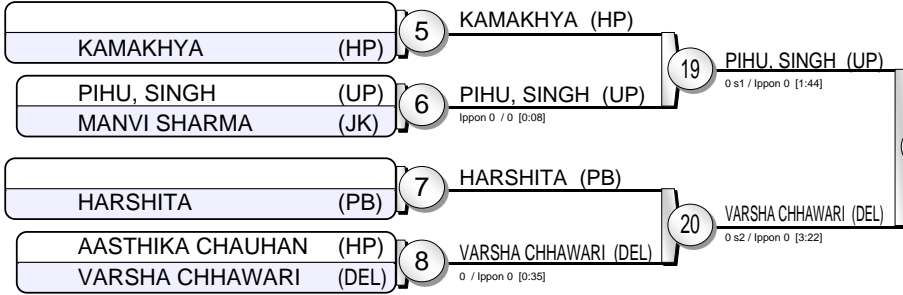 KAMAKHYA (HP)
5
KAMAKHYA (HP)
PIHU, SINGH (UP)
MANVI SHARMA (JK)
6
PIHU, SINGH (UP)
Ippon 0 / 0 [0:08]
19
PIHU, SINGH (UP)
0 s1 / Ippon 0 [1:44]
HARSHITA (PB)
7
HARSHITA (PB)
AASTHIKA CHAUHAN (HP)
VARSHA CHHAWARI (DEL)
8
VARSHA CHHAWARI (DEL)
0 / Ippon 0 [0:35]
20
VARSHA CHHAWARI (DEL)
0 s2 / Ippon 0 [3:22]